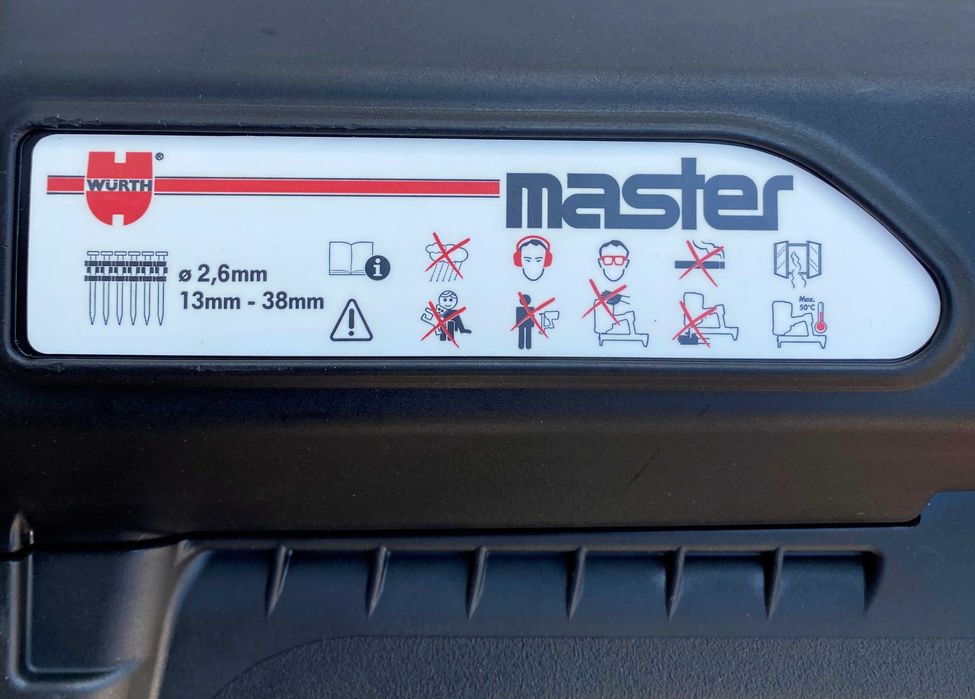 WÜRTH®
master
ø 2,6mm
13mm - 38mm
i
Max.
50°C